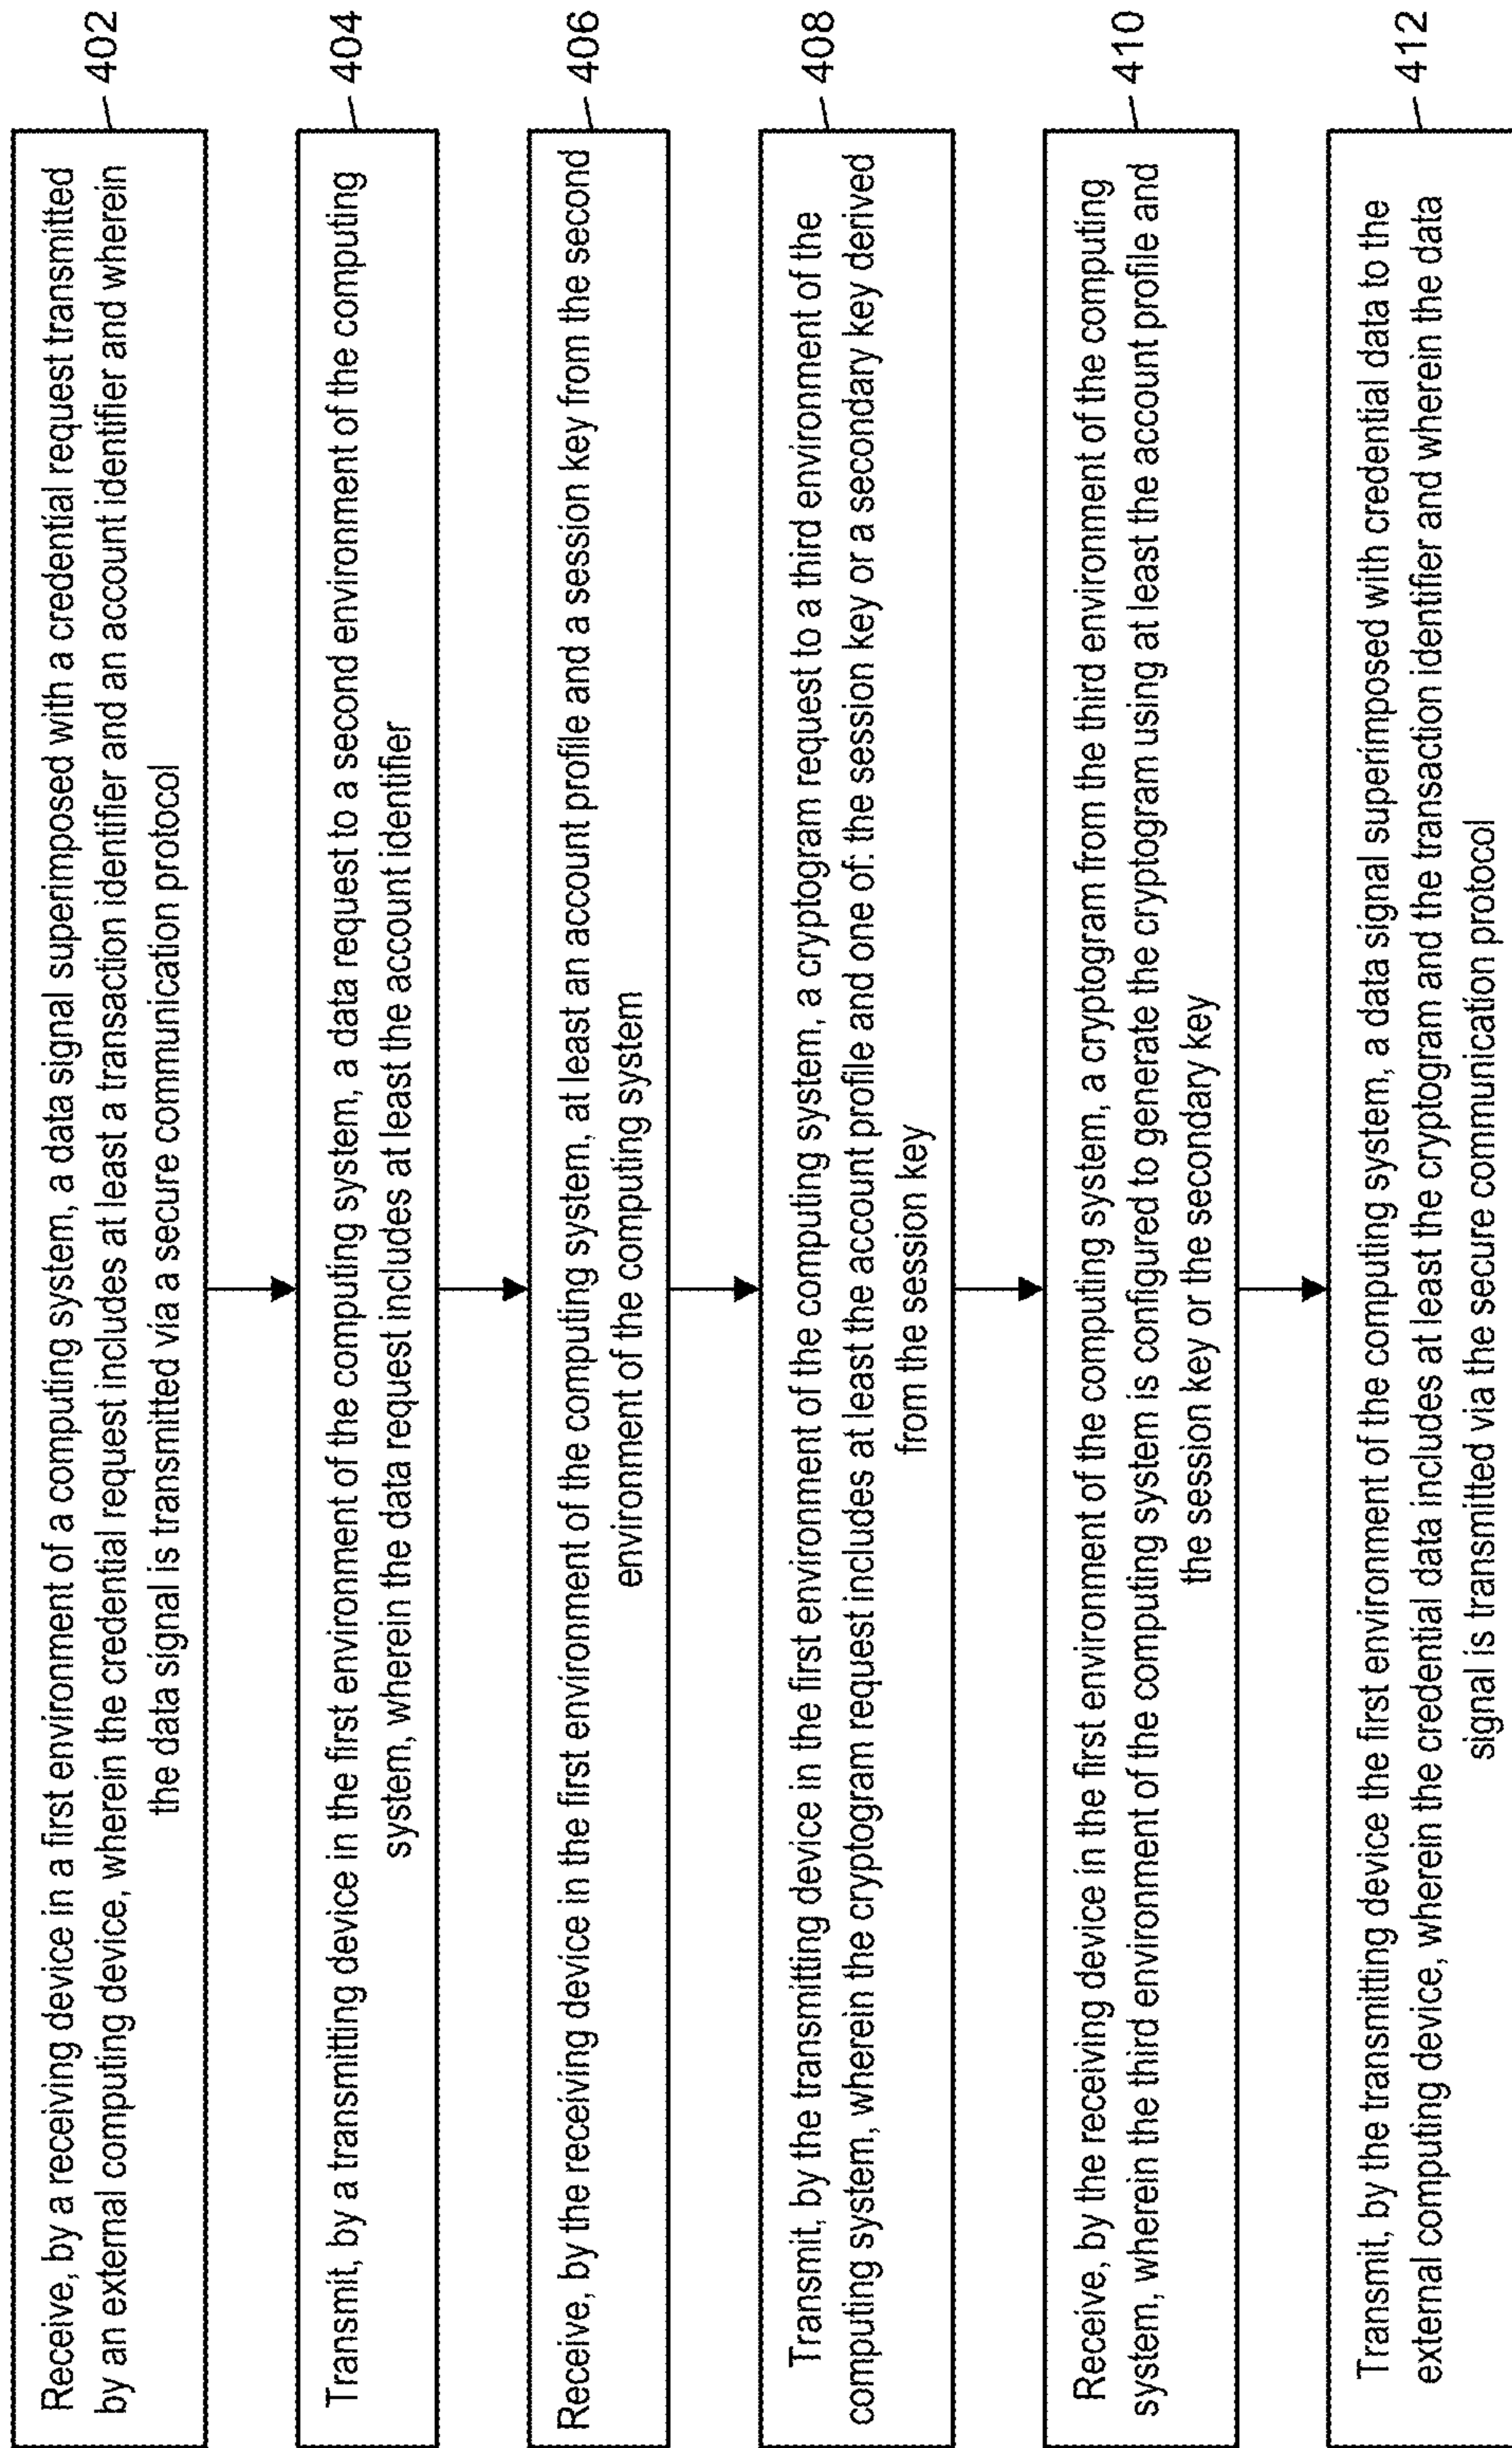 Receive, by a receiving device in a first environment of a computing system, a data signal superimposed with a credential request transmitted
by an external computing device, wherein the credential request includes at least a transaction identifier and an account identifier and wherein
the data signal is transmitted via a secure communication protocol
402
Transmit, by a transmitting device in the first environment of the computing system, a data request to a second environment of the computing
system, wherein the data request includes at least the account identifier
404
Receive, by the receiving device in the first environment of the computing system, at least an account profile and a session key from the second
environment of the computing system
406
Transmit, by the transmitting device in the first environment of the computing system, a cryptogram request to a third environment of the
computing system, wherein the cryptogram request includes at least the account profile and one of: the session key or a secondary key derived
from the session key
408
Receive, by the receiving device in the first environment of the computing system, a cryptogram from the third environment of the computing
system, wherein the third environment of the computing system is configured to generate the cryptogram using at least the account profile and
the session key or the secondary key
410
Transmit, by the transmitting device the first environment of the computing system, a data signal superimposed with credential data to the
external computing device, wherein the credential data includes at least the cryptogram and the transaction identifier and wherein the data
signal is transmitted via the secure communication protocol
412